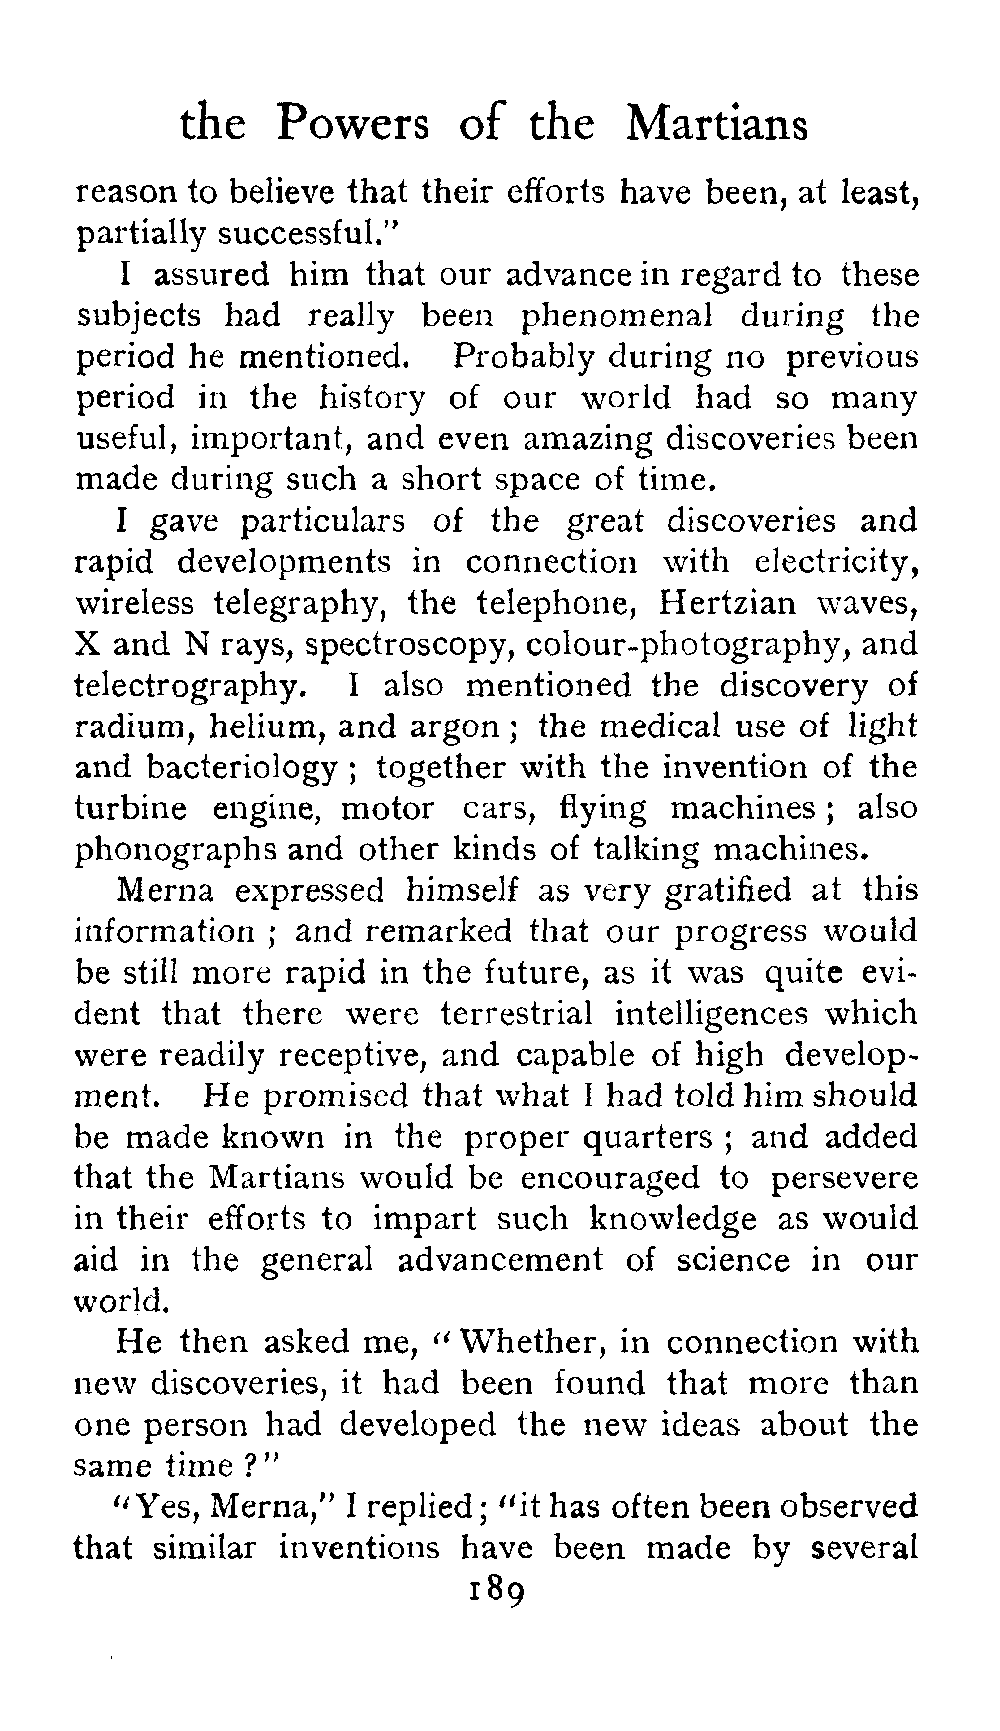 the Powers of the Martians
reason to believe that their efforts have been, at least,
partially successful."
I assured him that our advance in regard to these
subjects had really been phenomenal during the
period he mentioned. Probably during no previous
period in the history of our world had so many
useful, important, and even amazing discoveries been
made during such a short space of time.
I gave particulars of the great discoveries and
rapid developments in connection with electricity,
wireless telegraphy, the telephone, Hertzian waves,
X and N rays, spectroscopy, colour-photography, and
telectrography. I also mentioned the discovery of
radium, helium, and argon ; the medical use of light
and bacteriology ; together with the invention of the
turbine engine, motor cars, flying machines ; also
phonographs and other kinds of talking machines.
Merna expressed himself as very gratified at this
information ; and remarked that our progress would
be still more rapid in the future, as it was quite evi-
dent that there were terrestrial intelligences which
were readily receptive, and capable of high develop-
ment. He promised that what I had told him should
be made known in the proper quarters ; and added
that the Martians would be encouraged to persevere
in their efforts to impart such knowledge as would
aid in the general advancement of science in our
world.
He then asked me, "Whether, in connection with
new discoveries, it had been found that more than
one person had developed the new ideas about the
same time ?"
"Yes, Merna," I replied ; "it has often been observed
that similar inventions have been made by several
189